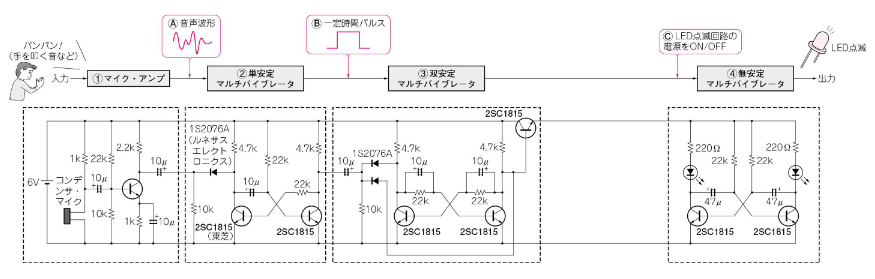 パンパン!
(手を叩く音など)
入力
①マイク・アンプ
Ⓐ音声波形
②単安定
マルチバイブレータ
Ⓑ一定時間パルス
③双安定
マルチバイブレータ
Ⓒ LED点滅回路の
電源をON/OFF
④無安定
マルチバイブレータ
LED点滅
出力
6V
コンデ
ンサ・
マイク
1k
22k
10μ
10k
2.2k
1k
10μ
10μ
1S2076A
(ルネサス
エレクト
ロニクス)
10k
4.7k
10μ
22k
22k
4.7k
2SC1815
(東芝)
2SC1815
10μ
1S2076A
10k
4.7k
10μ
22k
10μ
22k
4.7k
2SC1815
2SC1815
2SC1815
220Ω
22k
22k
220Ω
47μ
47μ
2SC1815
2SC1815